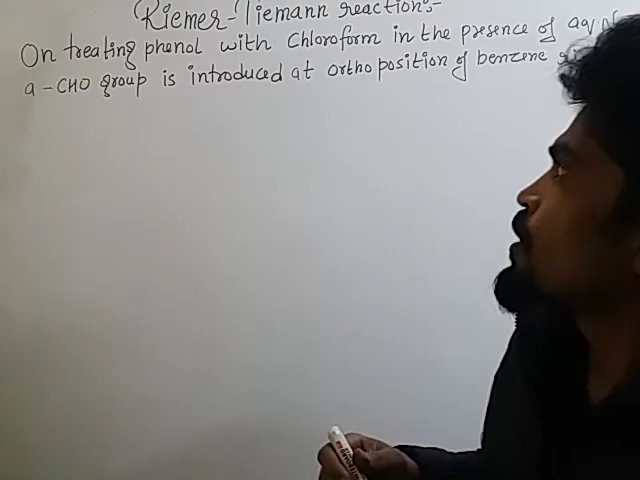 Riemer-Tiemann reaction:-
On treating phenol with Chloroform in the presence of aq
a -CHO group is introduced at ortho position of benzene